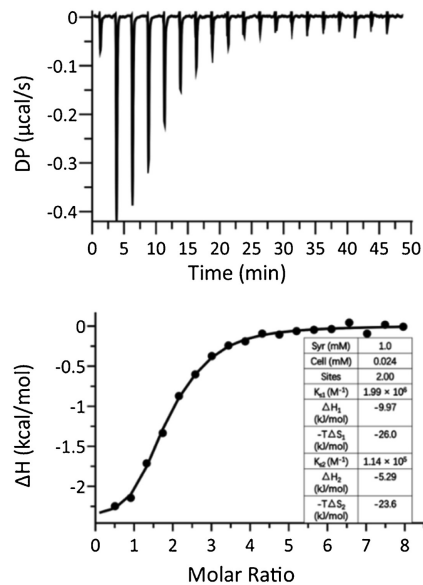 DP (μcal/s)
0
-0.1
-0.2
-0.3
-0.4
0 5 10 15 20 25 30 35 40 45 50
Time (min)
ΔH (kcal/mol)
0
-0.5
-1
-1.5
-2
Syr (mM) 1.0
Cell (mM) 0.024
Sites 2.00
Ka1 (M⁻¹) 1.99 × 10⁶
ΔH₁ (kJ/mol) -9.97
-TΔS₁ (kJ/mol) -26.0
Ka2 (M⁻¹) 1.14 × 10⁵
ΔH₂ (kJ/mol) -5.29
-TΔS₂ (kJ/mol) -23.6
0 1 2 3 4 5 6 7 8
Molar Ratio